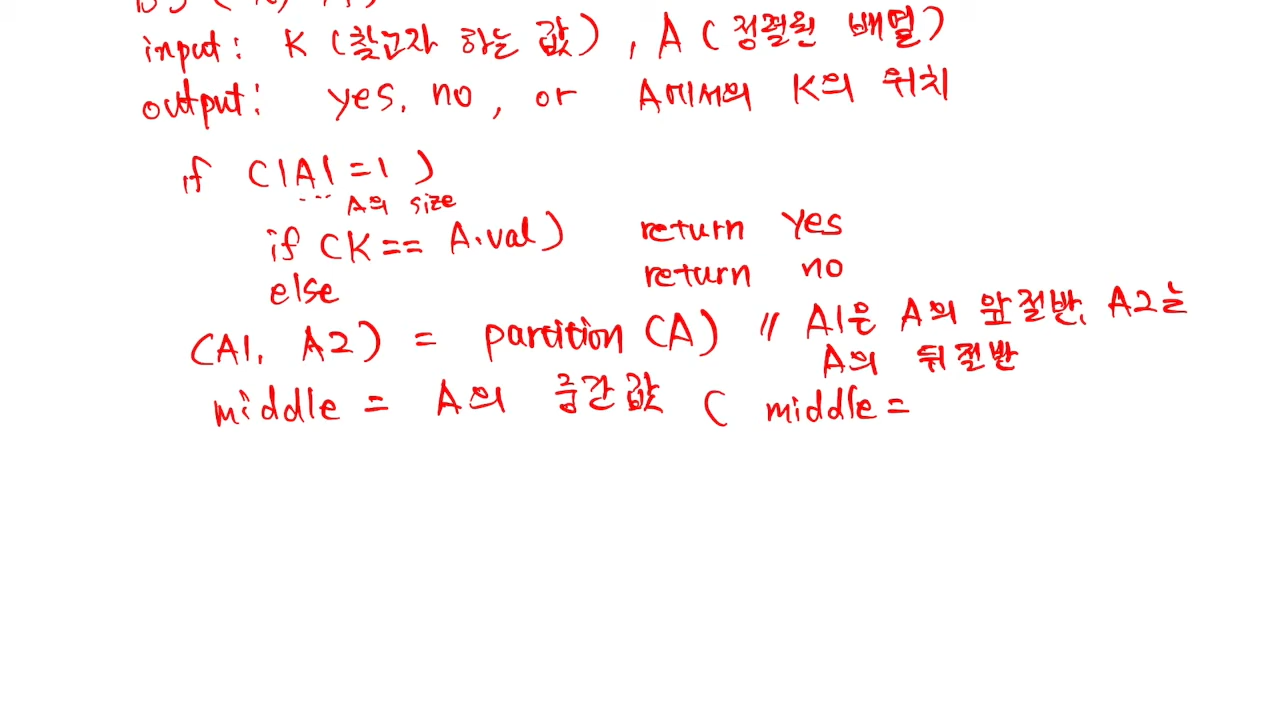 input: K (찾고자 하는 값), A (정렬된 배열)
output: yes, no, or A에서의 K의 위치
if (|A|=1)
A의 size
if (K== A.val) return yes
else return no
(A1, A2) = partition (A) // A1은 A의 앞절반, A2는
A의 뒤절반
middle = A의 중간값 ( middle =